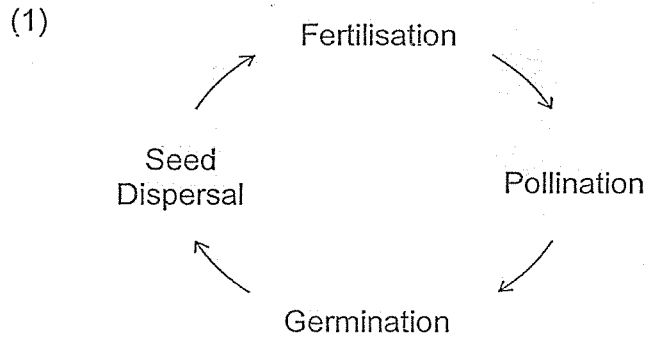 (1)
Fertilisation
Seed
Dispersal
Pollination
Germination